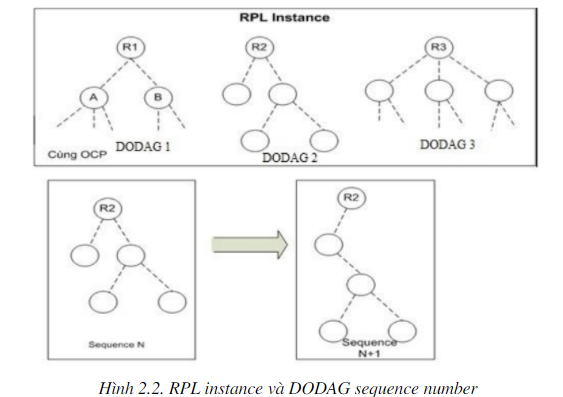 RPL Instance
R1
R2
R3
A
B
DODAG 1
DODAG 2
DODAG 3
Cùng OCP
R2
R2
Sequence N
Sequence
N+1
Hình 2.2. RPL instance và DODAG sequence number